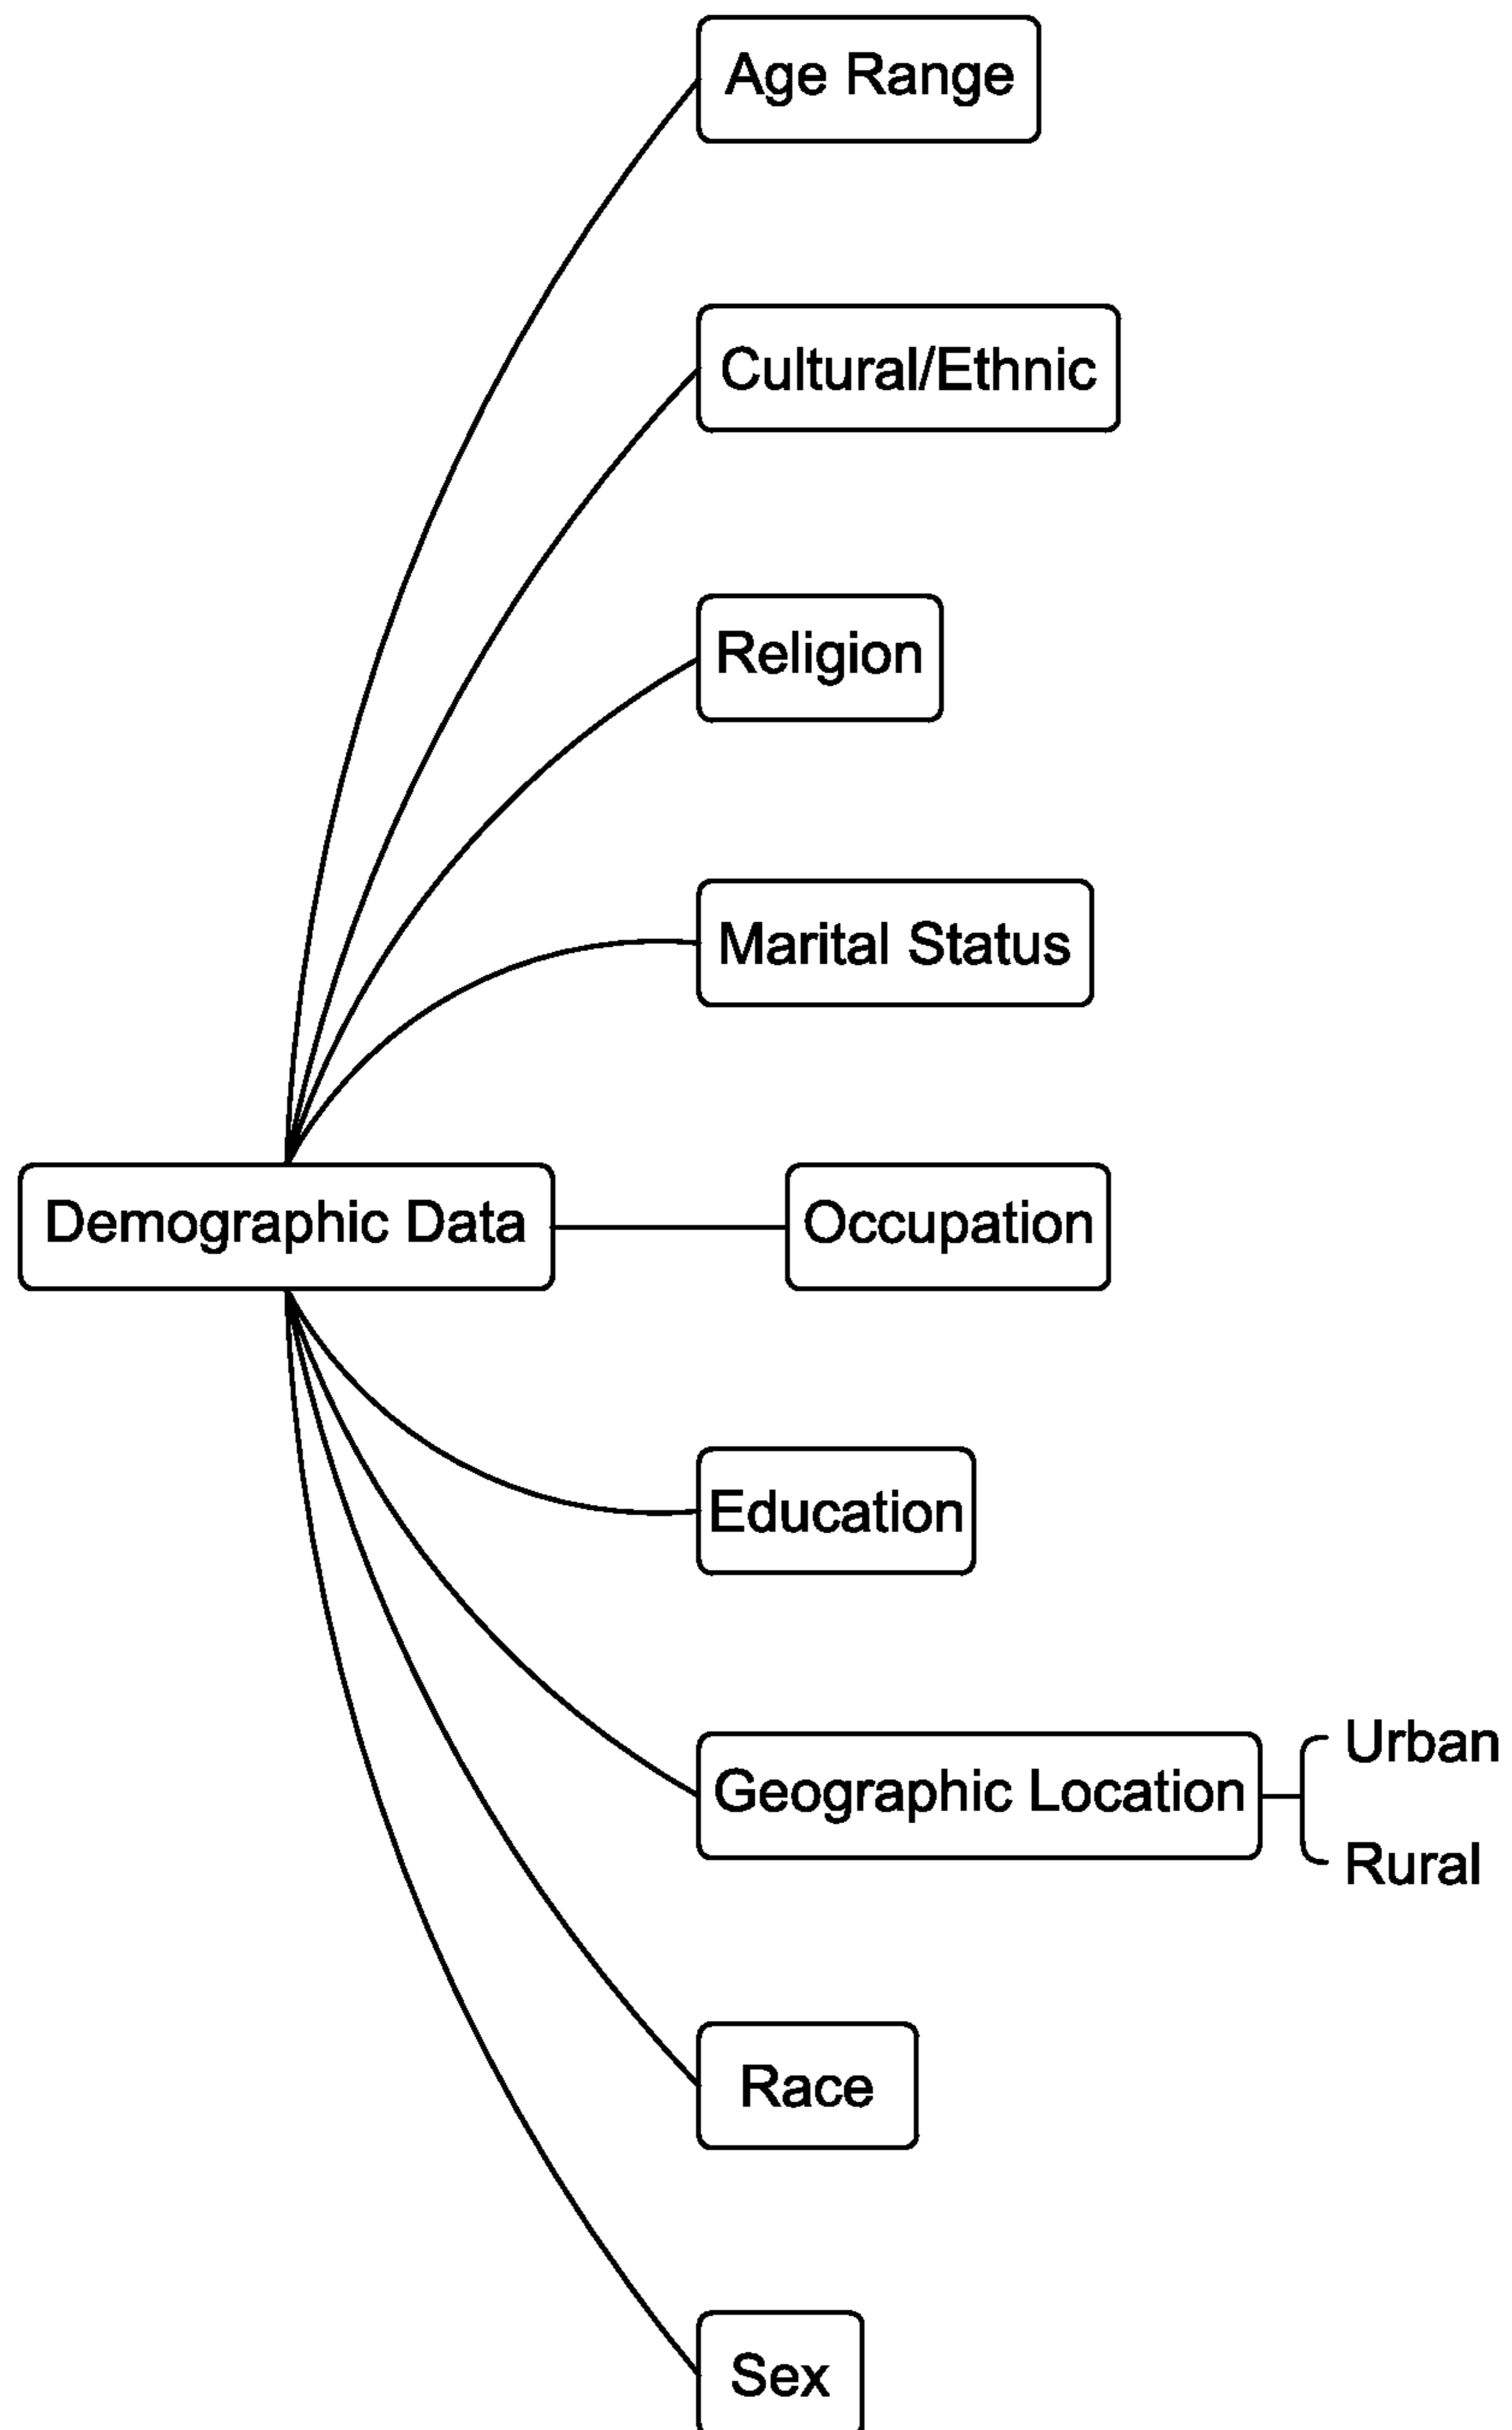 Age Range
Cultural/Ethnic
Religion
Marital Status
Demographic Data
Occupation
Education
Geographic Location
Urban
Rural
Race
Sex